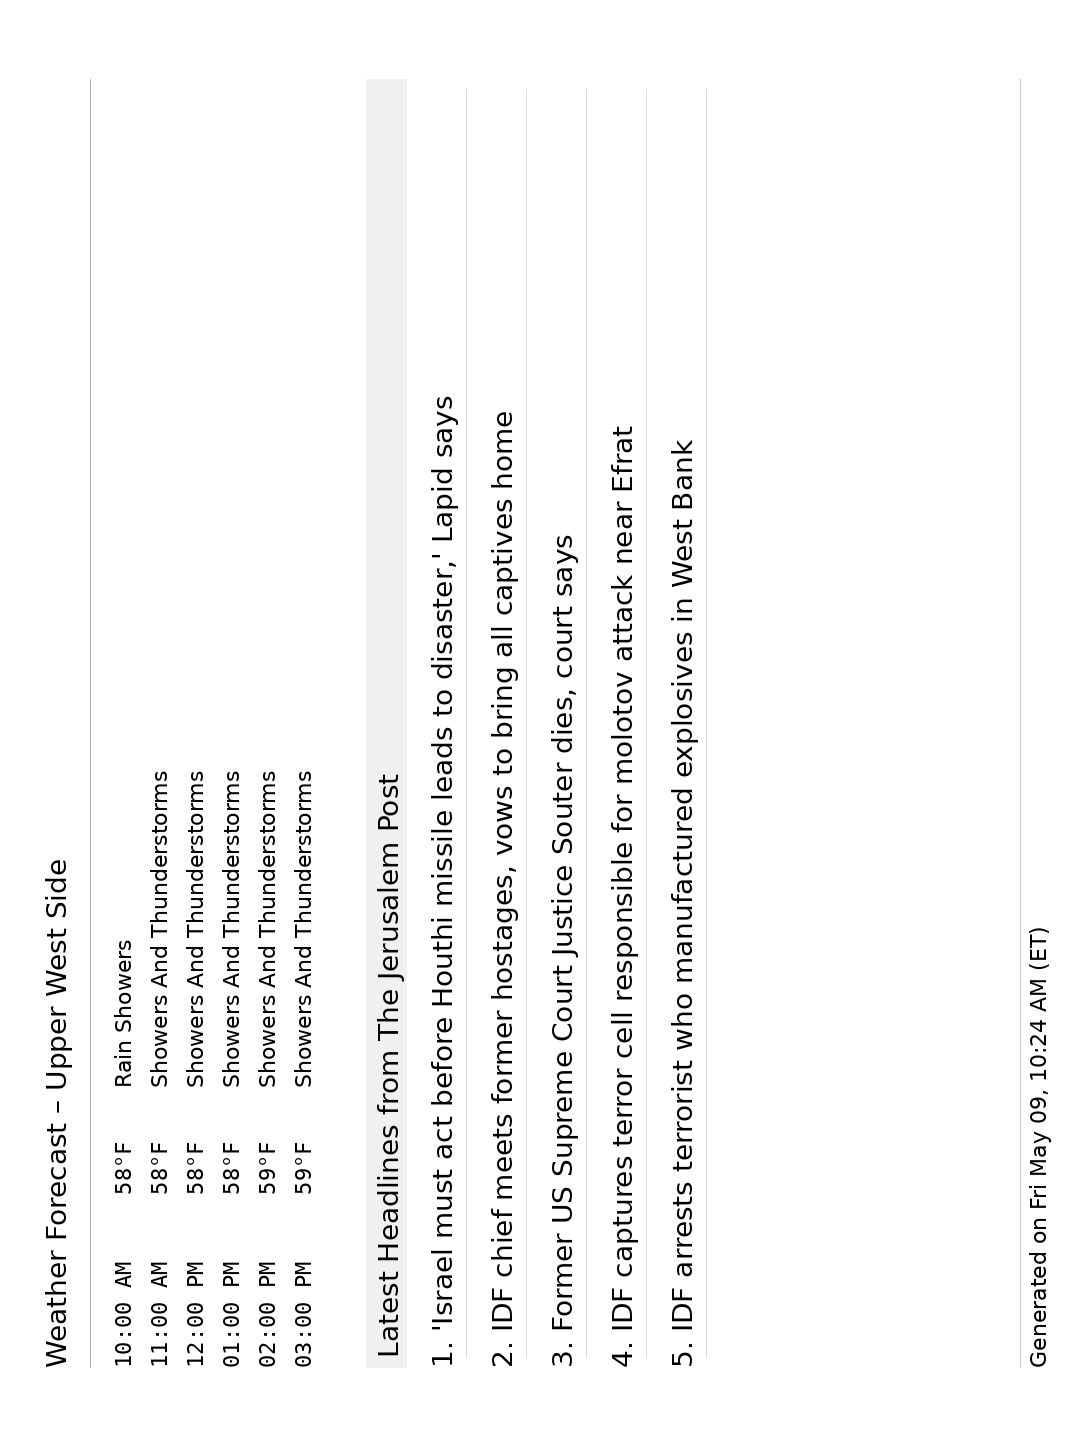 Weather Forecast – Upper West Side
10:00 AM 58°F Rain Showers
11:00 AM 58°F Showers And Thunderstorms
12:00 PM 58°F Showers And Thunderstorms
01:00 PM 58°F Showers And Thunderstorms
02:00 PM 59°F Showers And Thunderstorms
03:00 PM 59°F Showers And Thunderstorms
Latest Headlines from The Jerusalem Post
1. 'Israel must act before Houthi missile leads to disaster,' Lapid says
2. IDF chief meets former hostages, vows to bring all captives home
3. Former US Supreme Court Justice Souter dies, court says
4. IDF captures terror cell responsible for molotov attack near Efrat
5. IDF arrests terrorist who manufactured explosives in West Bank
Generated on Fri May 09, 10:24 AM (ET)